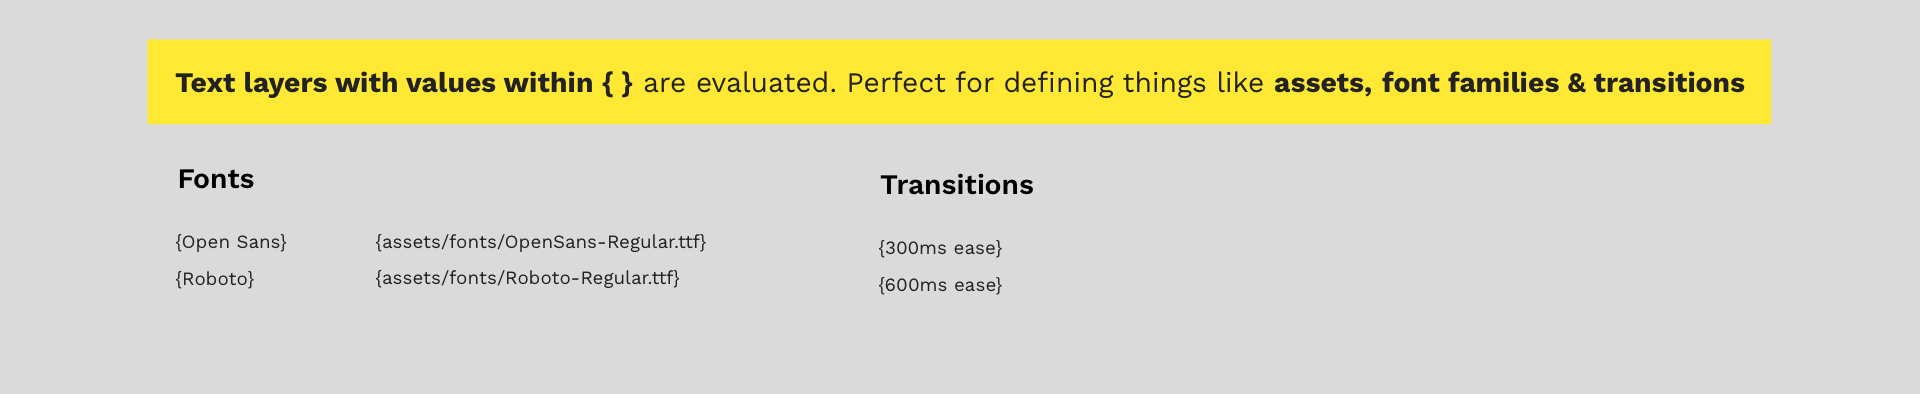 Text layers with values within { } are evaluated. Perfect for defining things like assets, font families & transitions
Fonts
{Open Sans} {assets/fonts/OpenSans-Regular.ttf}
{Roboto} {assets/fonts/Roboto-Regular.ttf}
Transitions
{300ms ease}
{600ms ease}